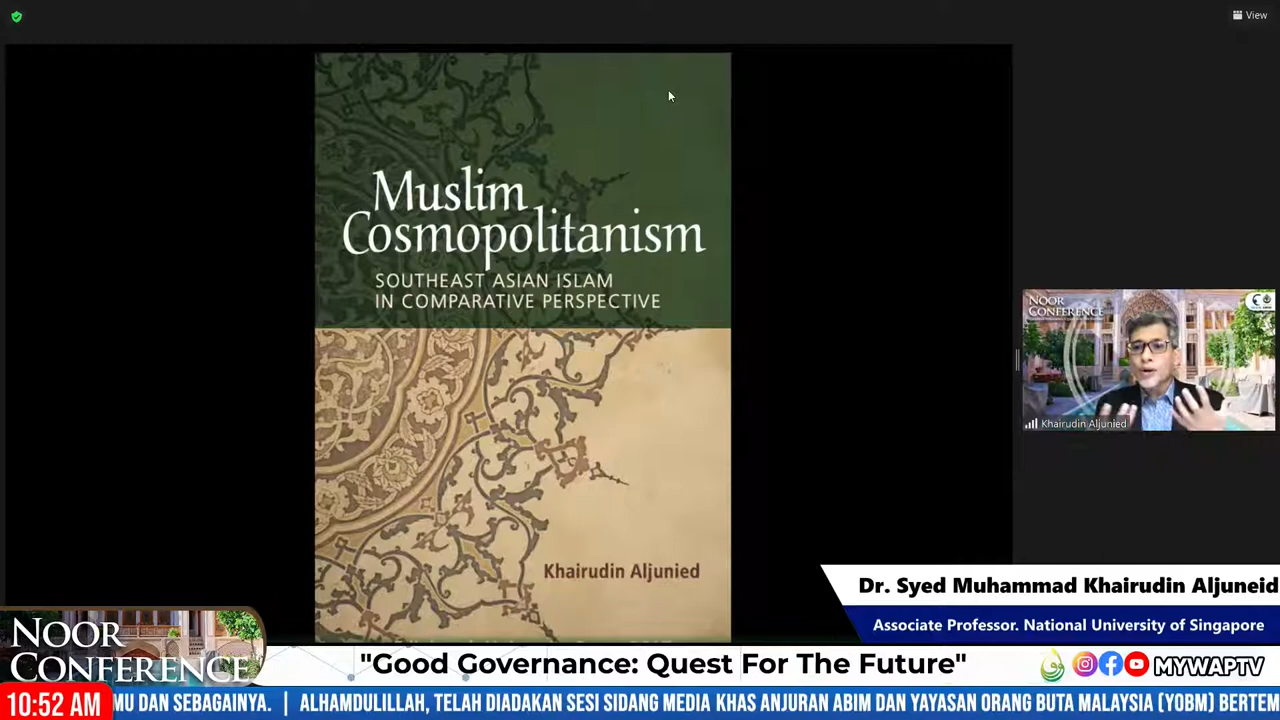 View
Muslim
Cosmopolitanism
SOUTHEAST ASIAN ISLAM
IN COMPARATIVE PERSPECTIVE
Khairudin Aljunied
NOOR
CONFERENCE
Khairudin Aljunied
Dr. Syed Muhammad Khairudin Aljuneid
Associate Professor. National University of Singapore
NOOR
CONFERENCE
"Good Governance: Quest For The Future"
MYWAPTV
10:52 AM
MU DAN SEBAGAINYA. | ALHAMDULILLAH, TELAH DIADAKAN SESI SIDANG MEDIA KHAS ANJURAN ABIM DAN YAYASAN ORANG BUTA MALAYSIA (YOBM) BERTEM